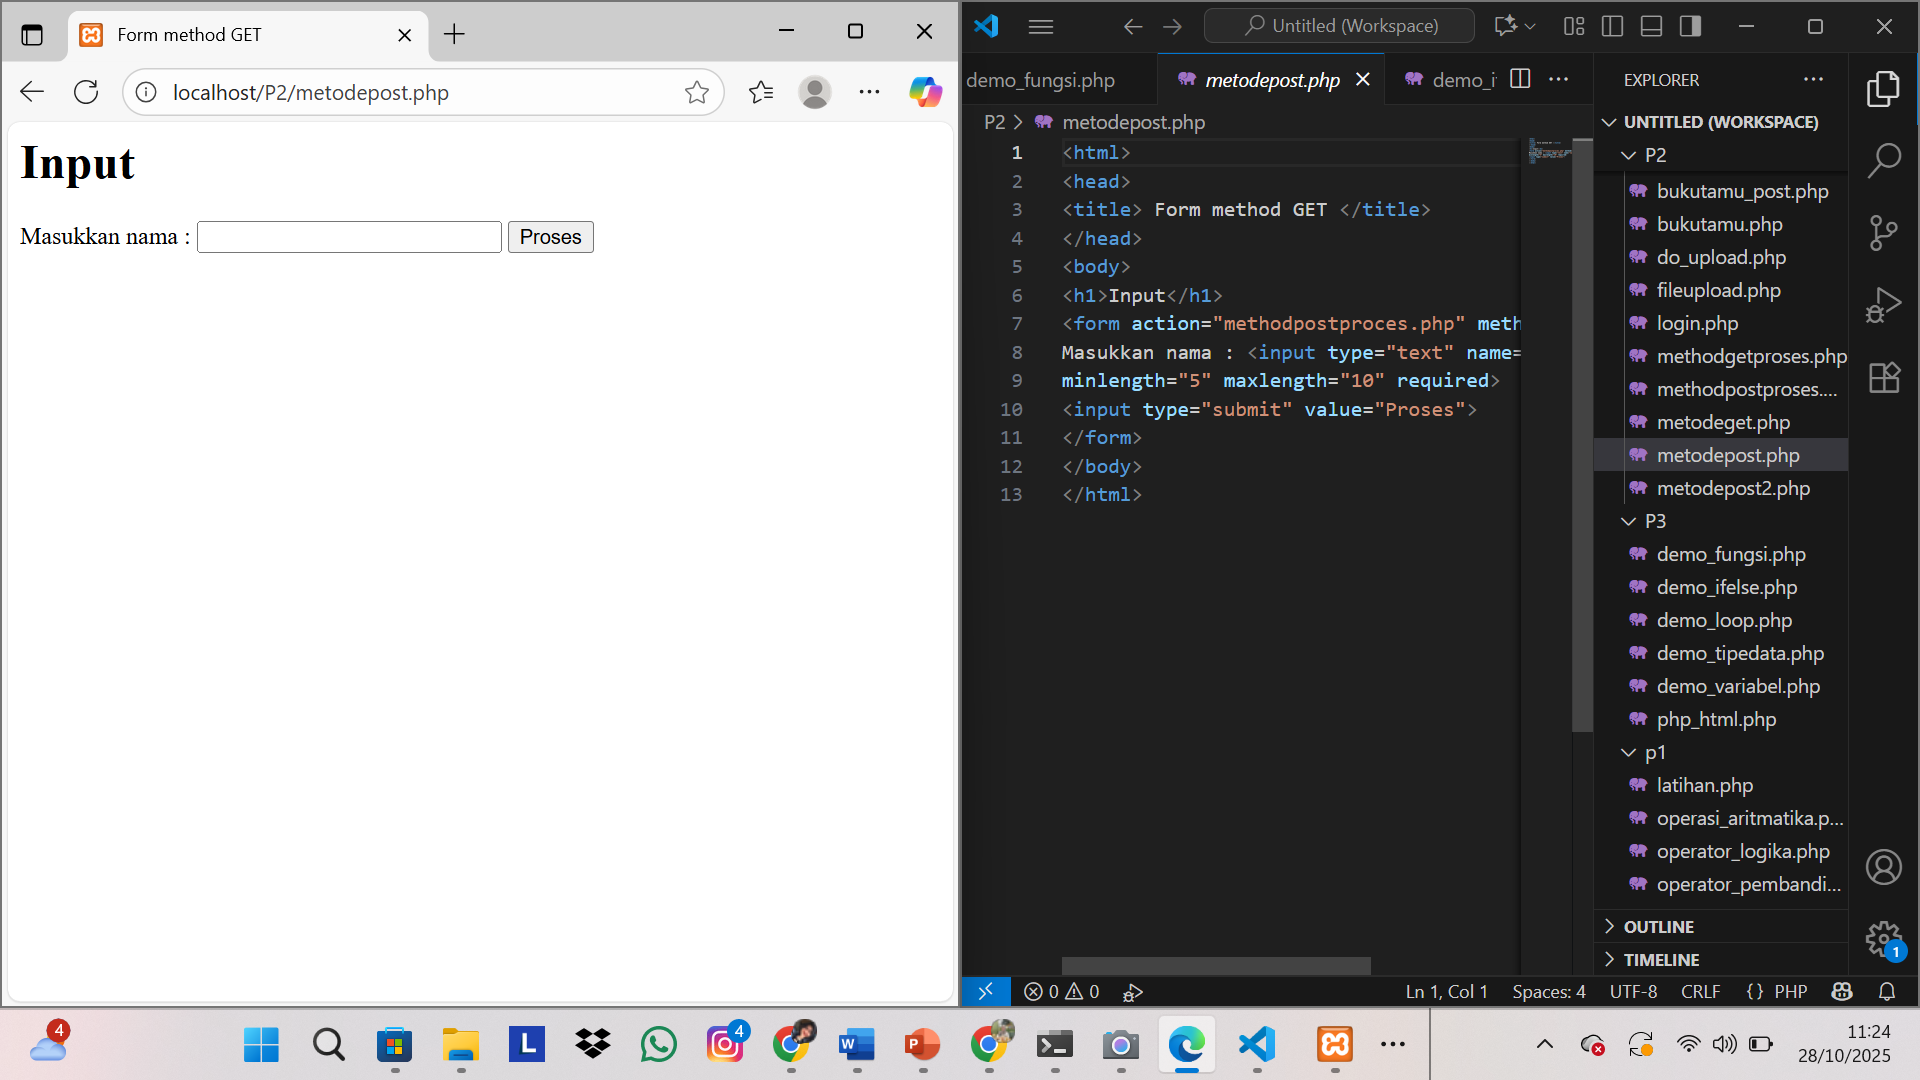 Form method GET
localhost/P2/metodepost.php
Input
Masukkan nama :
Proses
Untitled (Workspace)
demo_fungsi.php
metodepost.php
demo_i
P2 > metodepost.php
1 <html>
2 <head>
3 <title> Form method GET </title>
4 </head>
5 <body>
6 <h1>Input</h1>
7 <form action="methodpostproces.php" meth
8 Masukkan nama : <input type="text" name=
9 minlength="5" maxlength="10" required>
10 <input type="submit" value="Proses">
11 </form>
12 </body>
13 </html>
EXPLORER
UNTITLED (WORKSPACE)
P2
bukutamu_post.php
bukutamu.php
do_upload.php
fileupload.php
login.php
methodgetproses.php
methodpostproses....
metodeget.php
metodepost.php
metodepost2.php
P3
demo_fungsi.php
demo_ifelse.php
demo_loop.php
demo_tipedata.php
demo_variabel.php
php_html.php
p1
latihan.php
operasi_aritmatika.p...
operator_logika.php
operator_pembandi...
OUTLINE
TIMELINE
1
0 0
Ln 1, Col 1
Spaces: 4
UTF-8
CRLF
{} PHP
4
L
4
W
P
11:24
28/10/2025